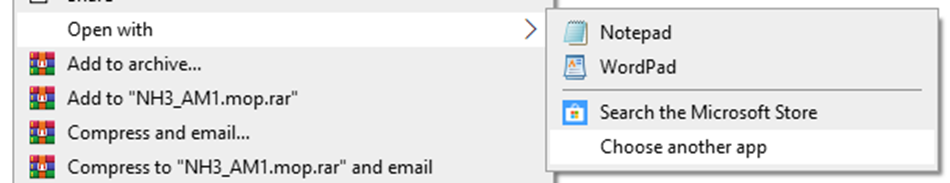 Open with
Add to archive...
Add to "NH3_AM1.mop.rar"
Compress and email...
Compress to "NH3_AM1.mop.rar" and email
Notepad
WordPad
Search the Microsoft Store
Choose another app